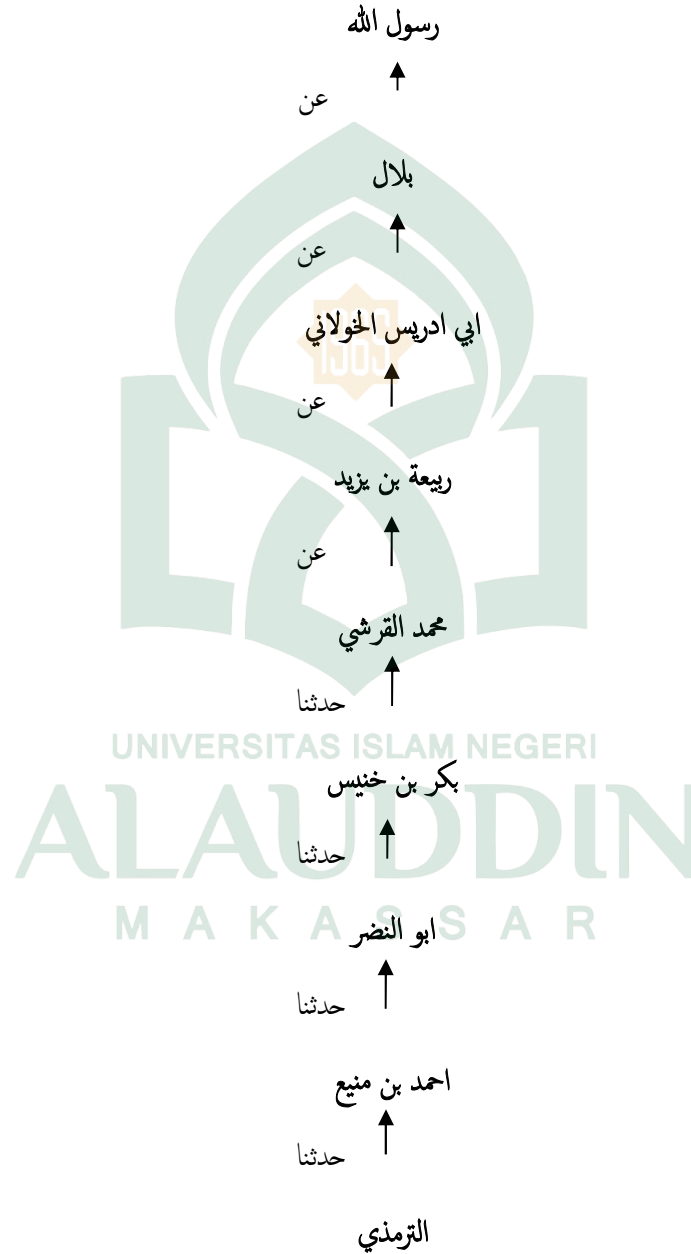 رسول الله
عن
بلال
عن
ابي ادريس الخولاني
1965
عن
ربيعة بن يزيد
عن
محمد القرشي
حدثنا
UNIVERSITAS ISLAM NEGERI
بكر بن خنيس
ALAUDDIN
حدثنا
MAKASSAR
ابو النضر
حدثنا
احمد بن منيع
حدثنا
الترمذي